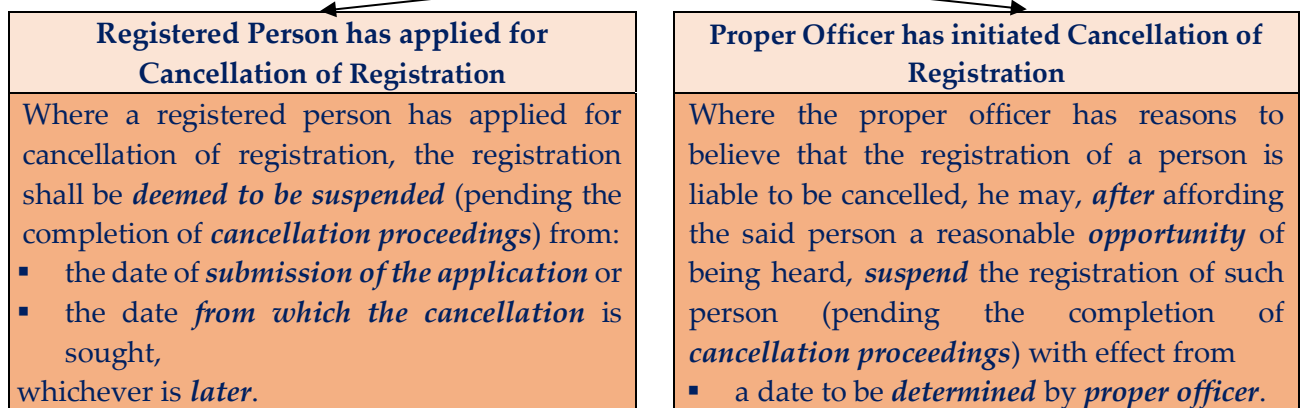 Registered Person has applied for
Cancellation of Registration
Where a registered person has applied for
cancellation of registration, the registration
shall be deemed to be suspended (pending the
completion of cancellation proceedings) from:
▪ the date of submission of the application or
▪ the date from which the cancellation is
sought,
whichever is later.
Proper Officer has initiated Cancellation of
Registration
Where the proper officer has reasons to
believe that the registration of a person is
liable to be cancelled, he may, after affording
the said person a reasonable opportunity of
being heard, suspend the registration of such
person (pending the completion of
cancellation proceedings) with effect from
▪ a date to be determined by proper officer.